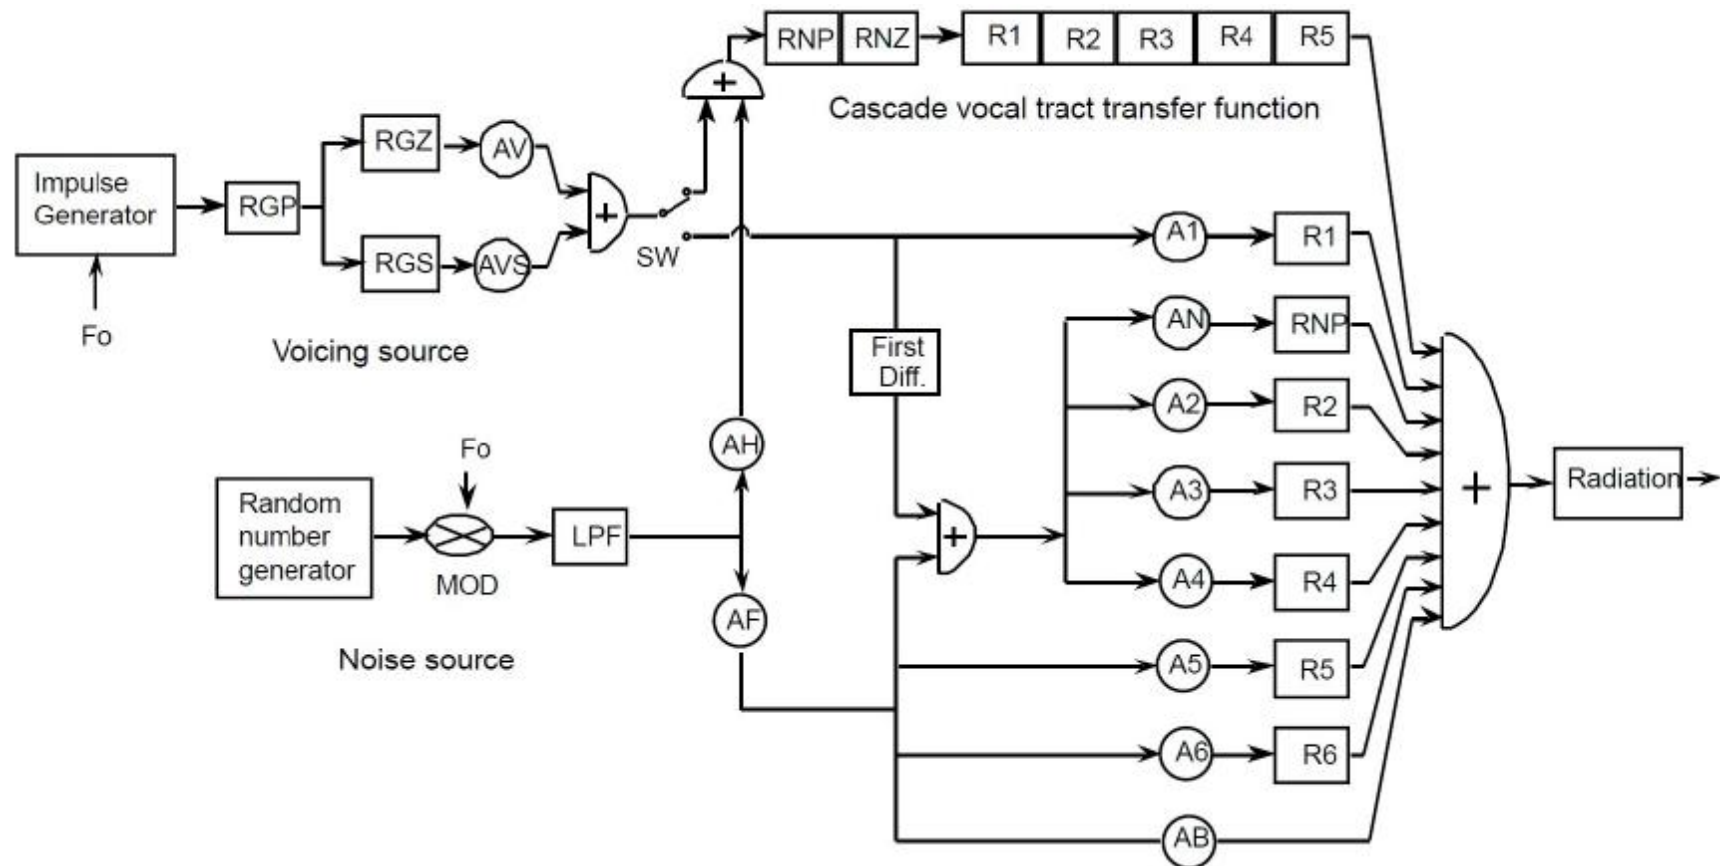 RNP RNZ R1 R2 R3 R4 R5
+
Cascade vocal tract transfer function
Impulse
Generator
RGP
RGZ
AV
RGS
AVS
+
SW
Fo
Voicing source
A1
R1
AN
RNP
First
Diff.
A2
R2
AH
Fo
Random
number
generator
MOD
LPF
A3
R3
+
+
Radiation
A4
R4
AF
Noise source
A5
R5
A6
R6
AB